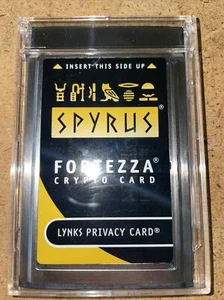 ▲ INSERT THIS SIDE UP ▲
SPYRUS®
FORTEZZA®
CRYPTO CARD
LYNKS PRIVACY CARD®